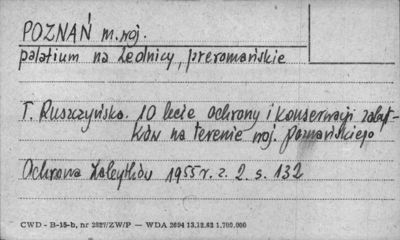 POZNAŃ m. woj.
palatium na Lednicy, preromańskie
T. Ruszczyńska. 10 lecie ochrony i konserwacji zabyt-
ków na terenie woj. poznańskiego
Ochrona Zabytków 1955 r. z. 2. s. 132
CWD - B-15-b, nr 2827/ZW/P — WDA 2604 13.12.62 1.700.000